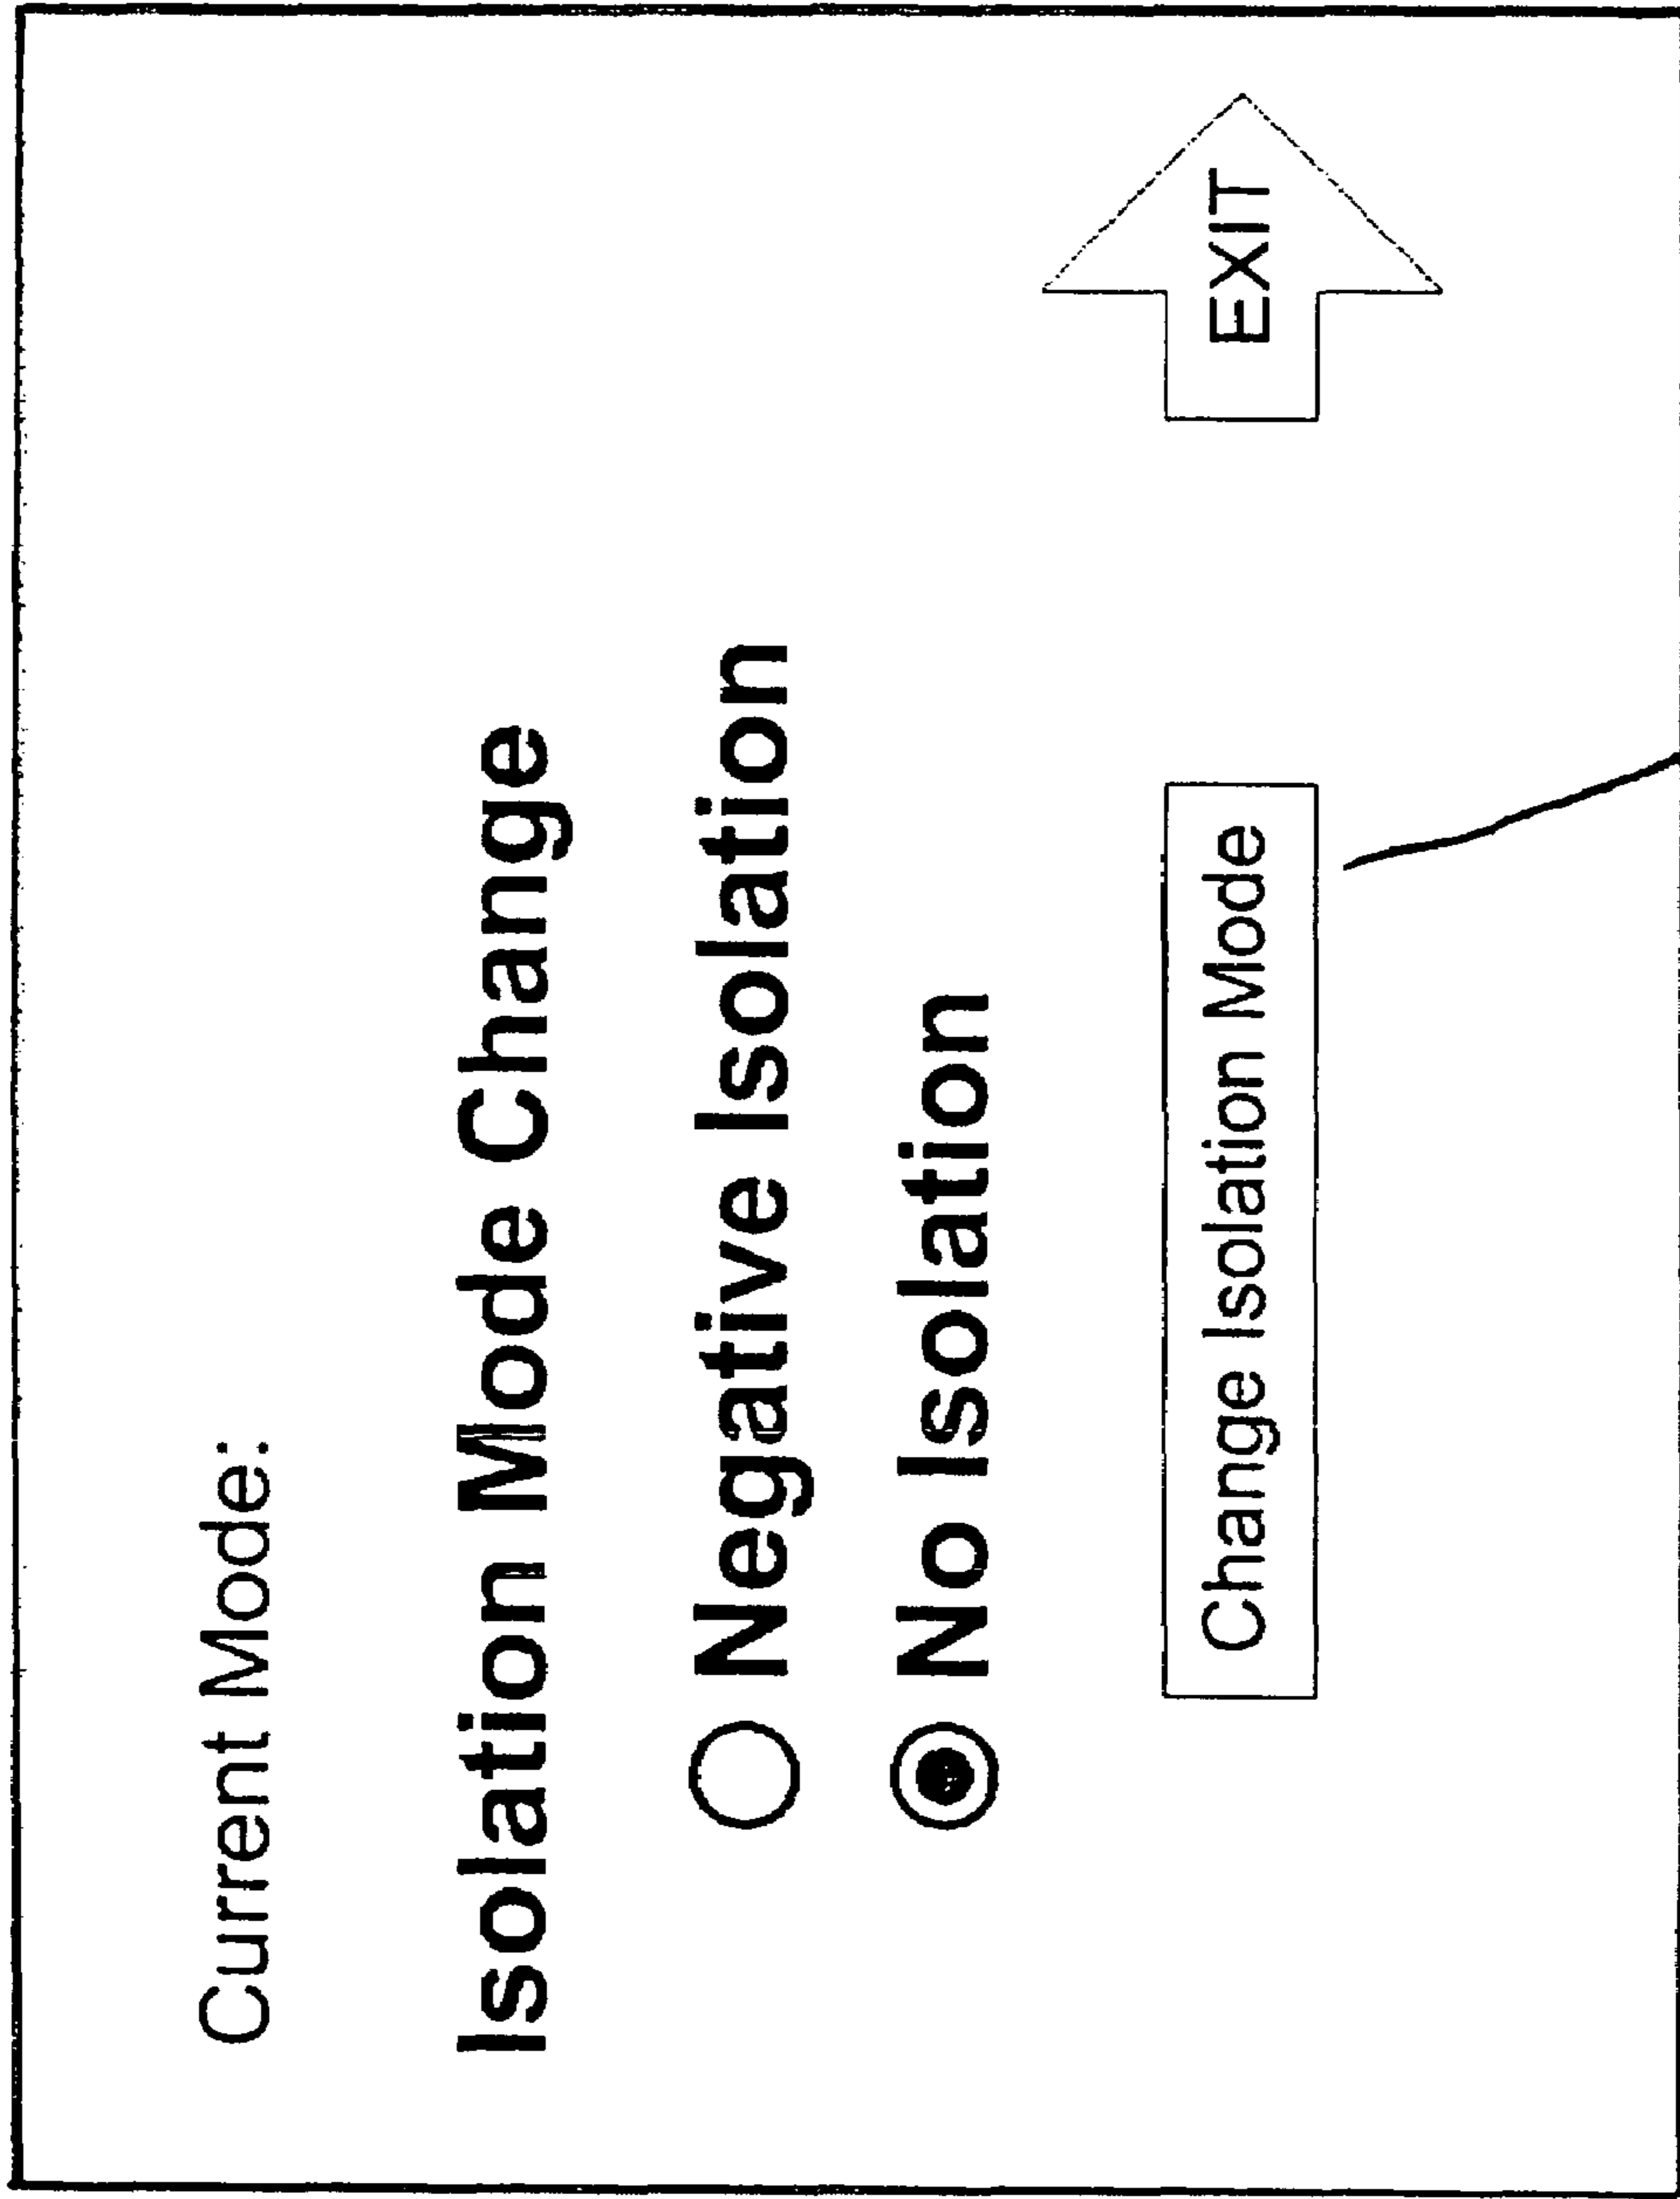 Current Mode:
Isolation Mode Change
Negative Isolation
No Isolation
Change Isolation Mode
EXIT